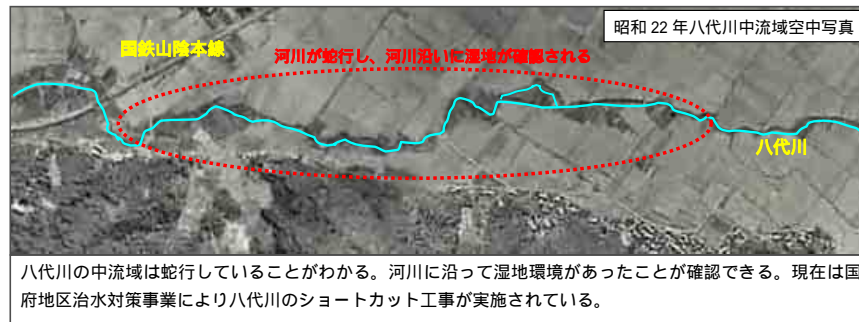 昭和 22 年八代川中流域空中写真
国鉄山陰本線
河川が蛇行し、河川沿いに湿地が確認される
八代川
八代川の中流域は蛇行していることがわかる。河川に沿って湿地環境があったことが確認できる。現在は国
府地区治水対策事業により八代川のショートカット工事が実施されている。